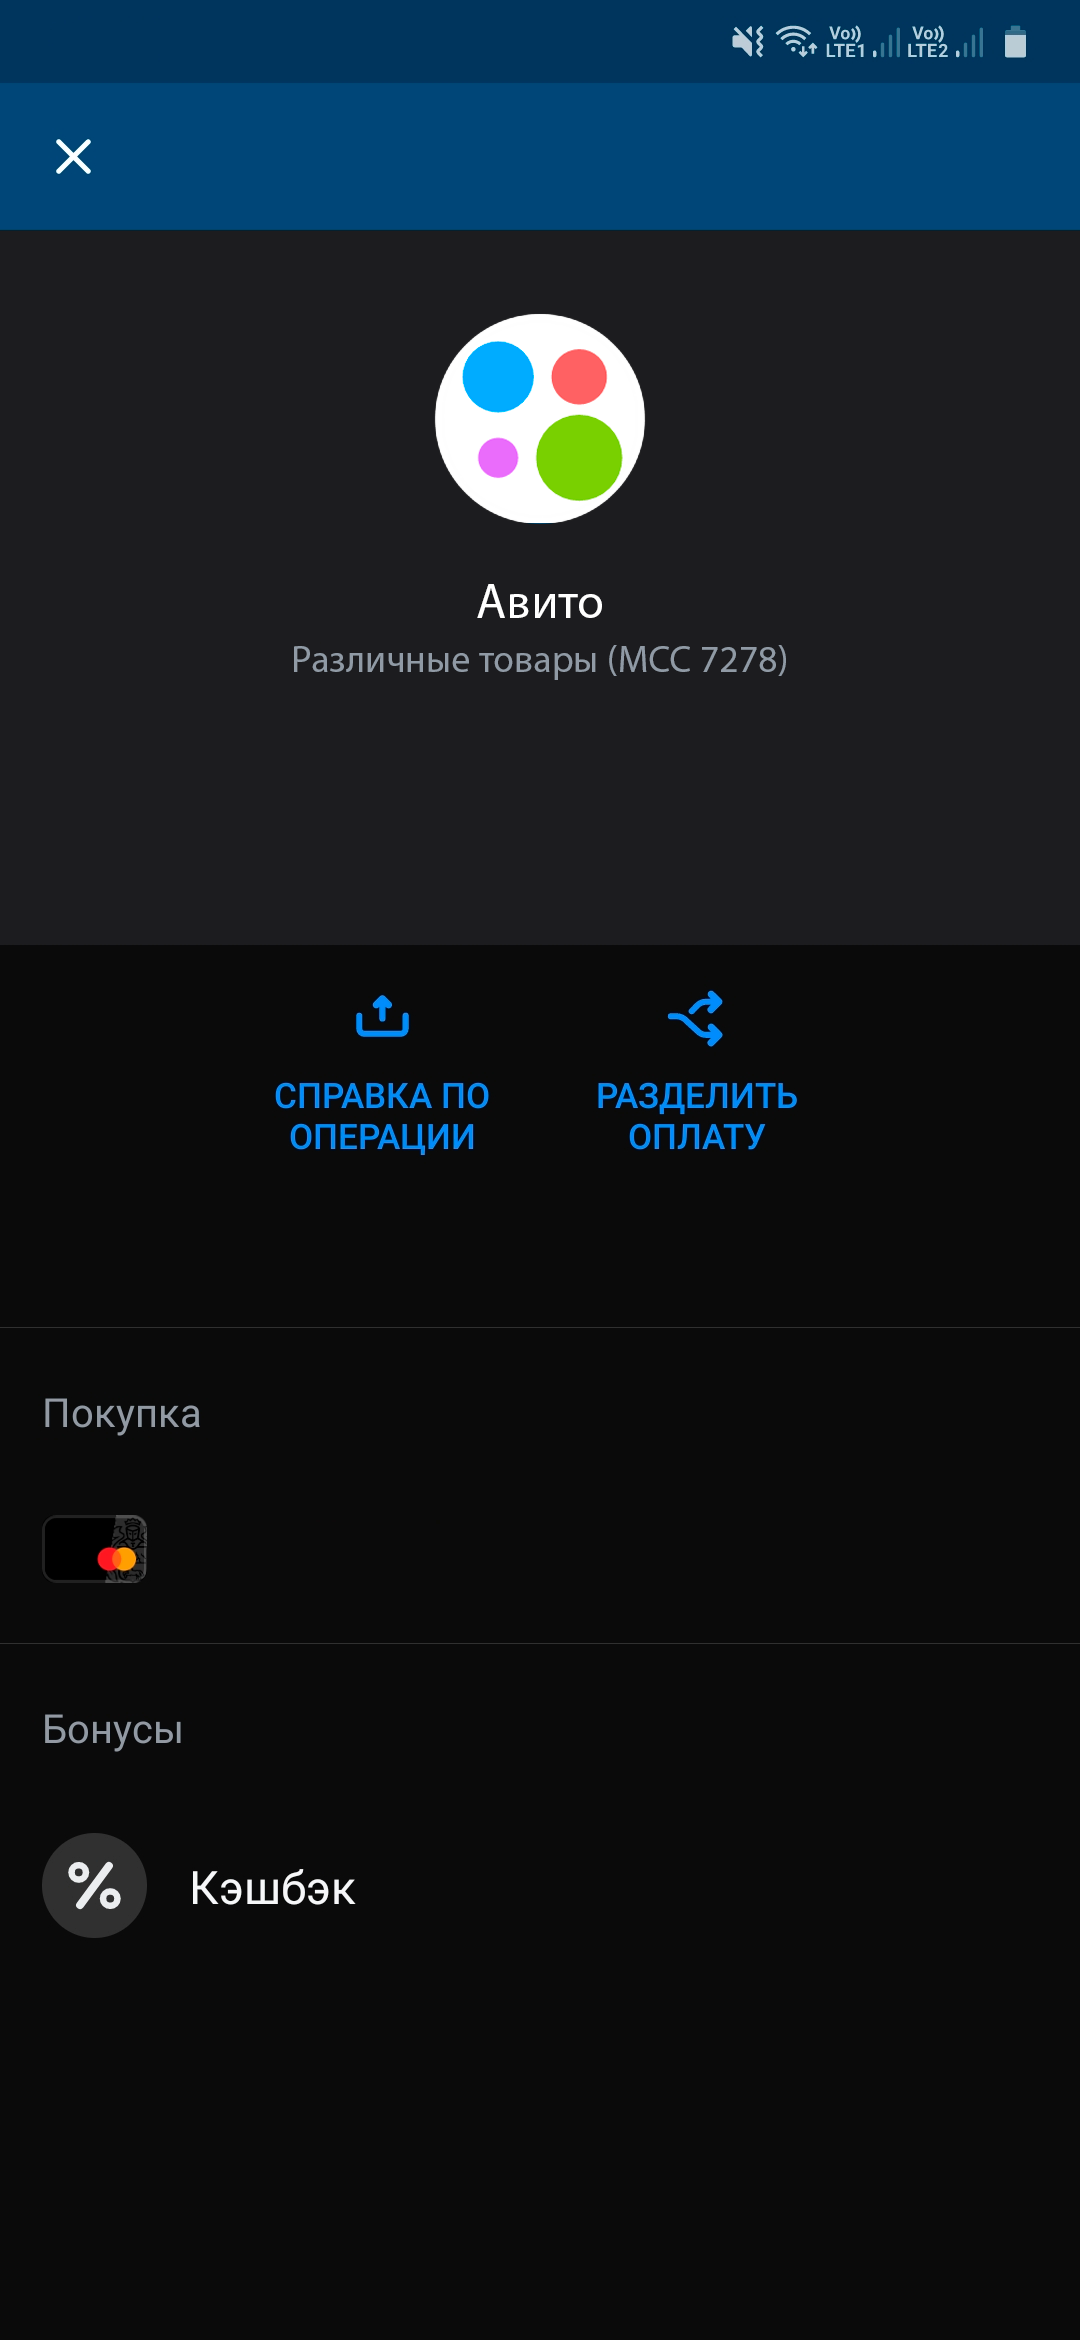 Vo)) LTE1 Vo)) LTE2
Авито
Различные товары (MCC 7278)
СПРАВКА ПО
ОПЕРАЦИИ
РАЗДЕЛИТЬ
ОПЛАТУ
Покупка
Бонусы
Кэшбэк